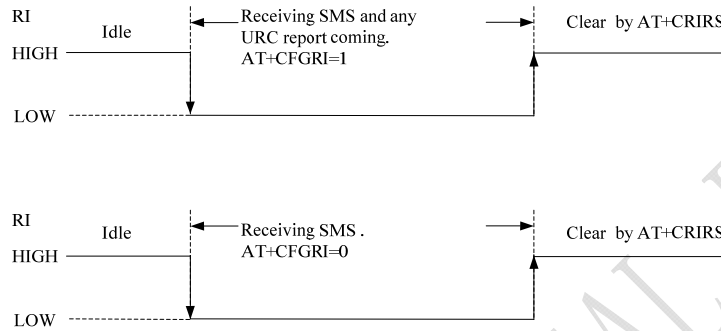 RI
Idle
Receiving SMS and any
URC report coming.
AT+CFGRI=1
Clear by AT+CRIRS
HIGH
LOW
RI
Idle
Receiving SMS .
AT+CFGRI=0
Clear by AT+CRIRS
HIGH
LOW